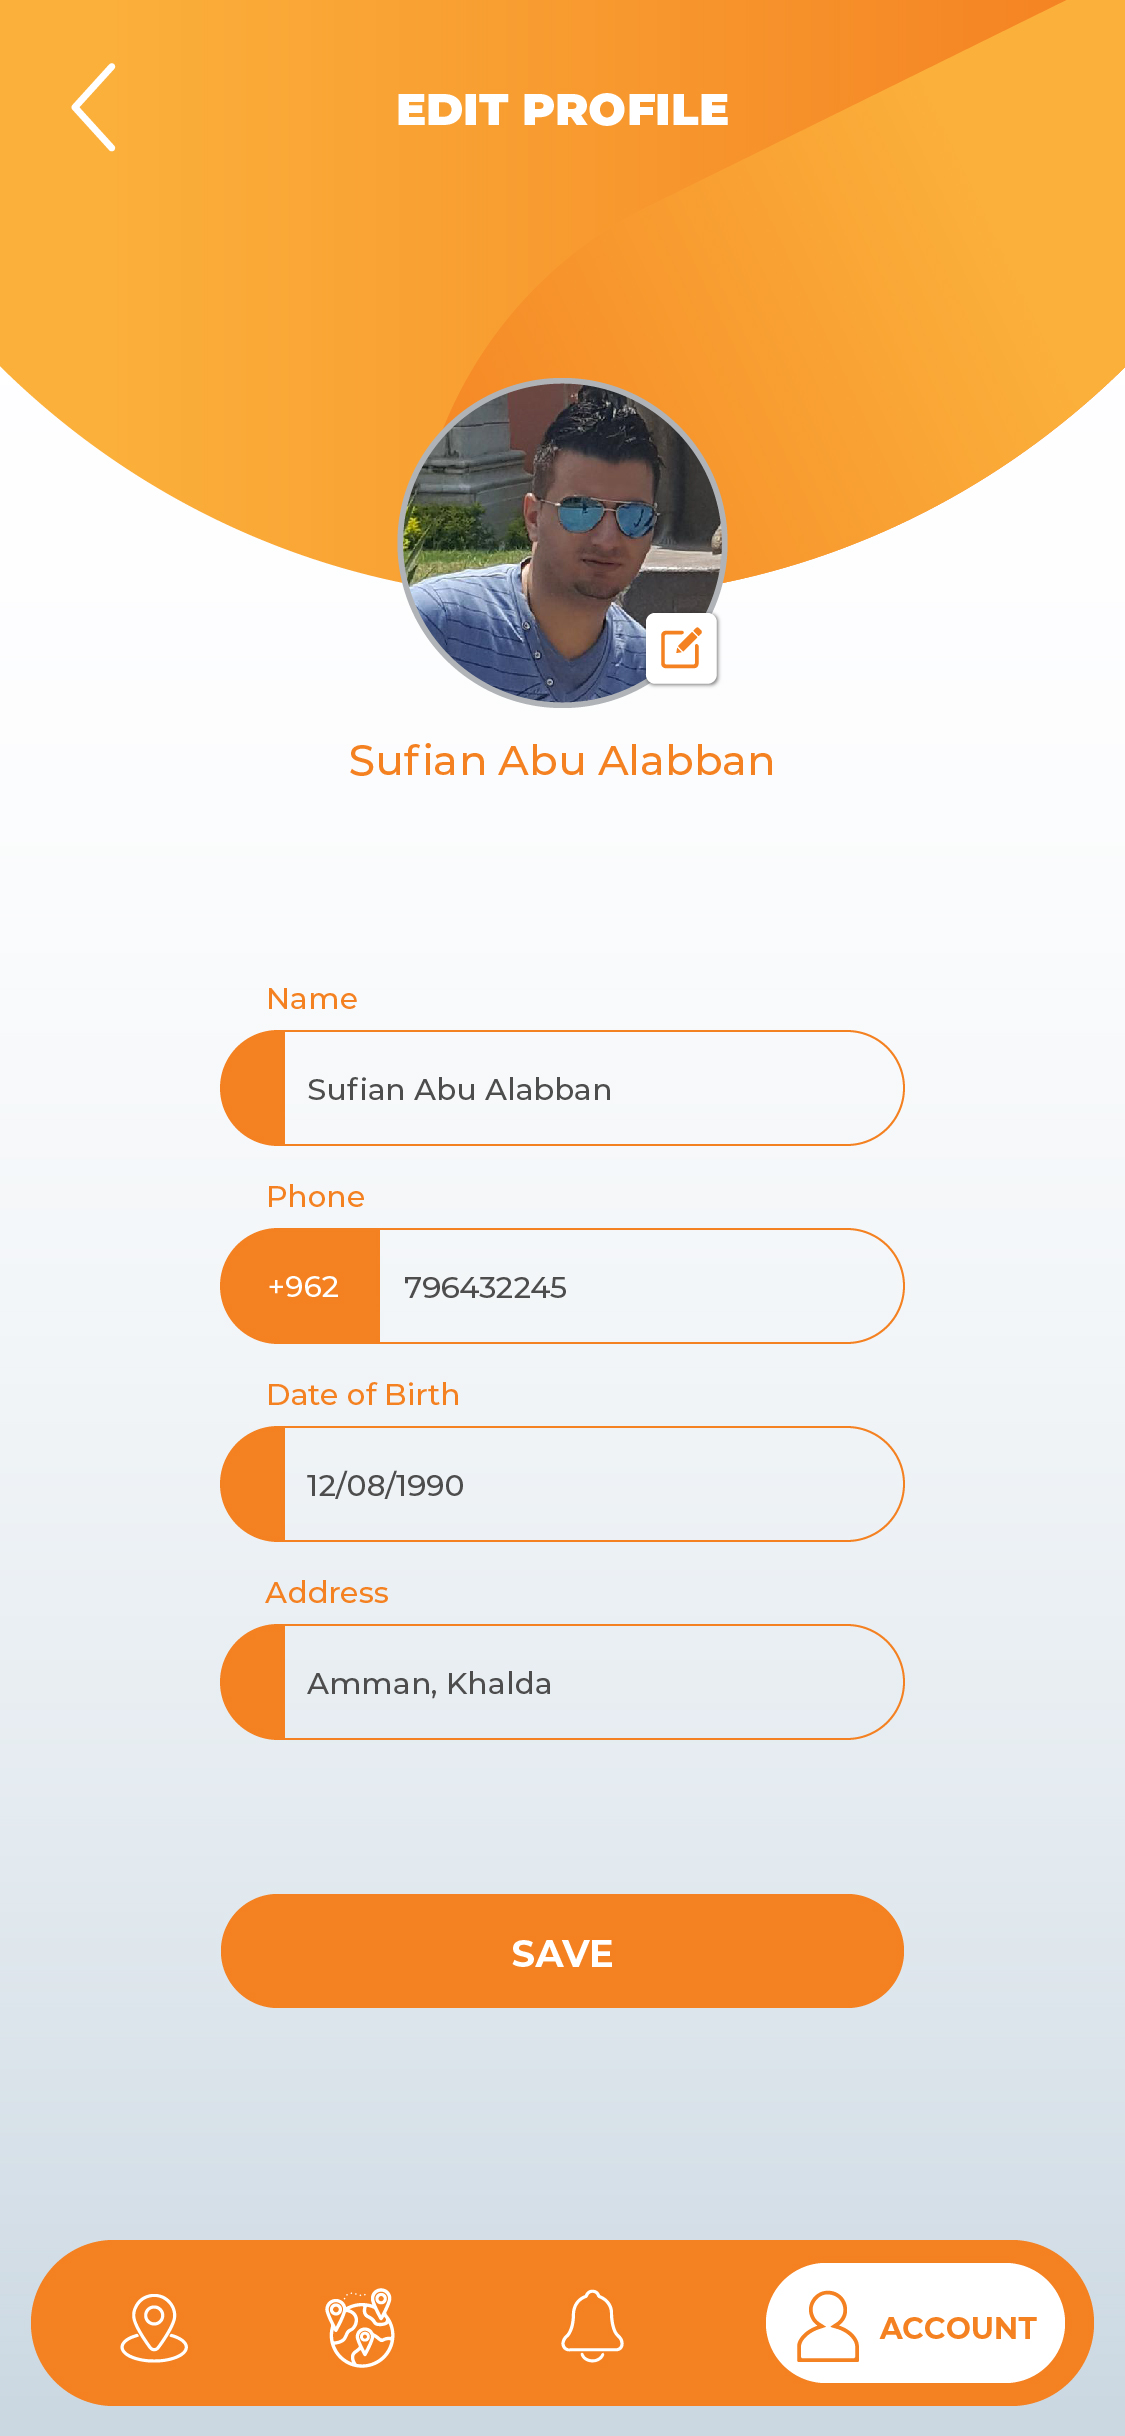 EDIT PROFILE
Sufian Abu Alabban
Name
Sufian Abu Alabban
Phone
+962 796432245
Date of Birth
12/08/1990
Address
Amman, Khalda
SAVE
ACCOUNT